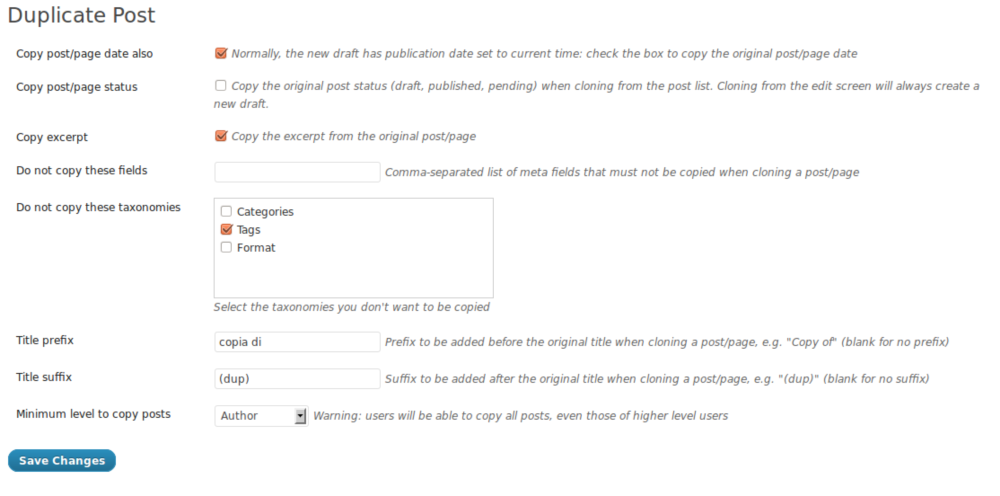 Duplicate Post
Copy post/page date also
Normally, the new draft has publication date set to current time: check the box to copy the original post/page date
Copy post/page status
Copy the original post status (draft, published, pending) when cloning from the post list. Cloning from the edit screen will always create a
new draft.
Copy excerpt
Copy the excerpt from the original post/page
Do not copy these fields
Comma-separated list of meta fields that must not be copied when cloning a post/page
Do not copy these taxonomies
Categories
Tags
Format
Select the taxonomies you don't want to be copied
Title prefix
copia di
Prefix to be added before the original title when cloning a post/page, e.g. "Copy of" (blank for no prefix)
Title suffix
(dup)
Suffix to be added after the original title when cloning a post/page, e.g. "(dup)" (blank for no suffix)
Minimum level to copy posts
Author
Warning: users will be able to copy all posts, even those of higher level users
Save Changes